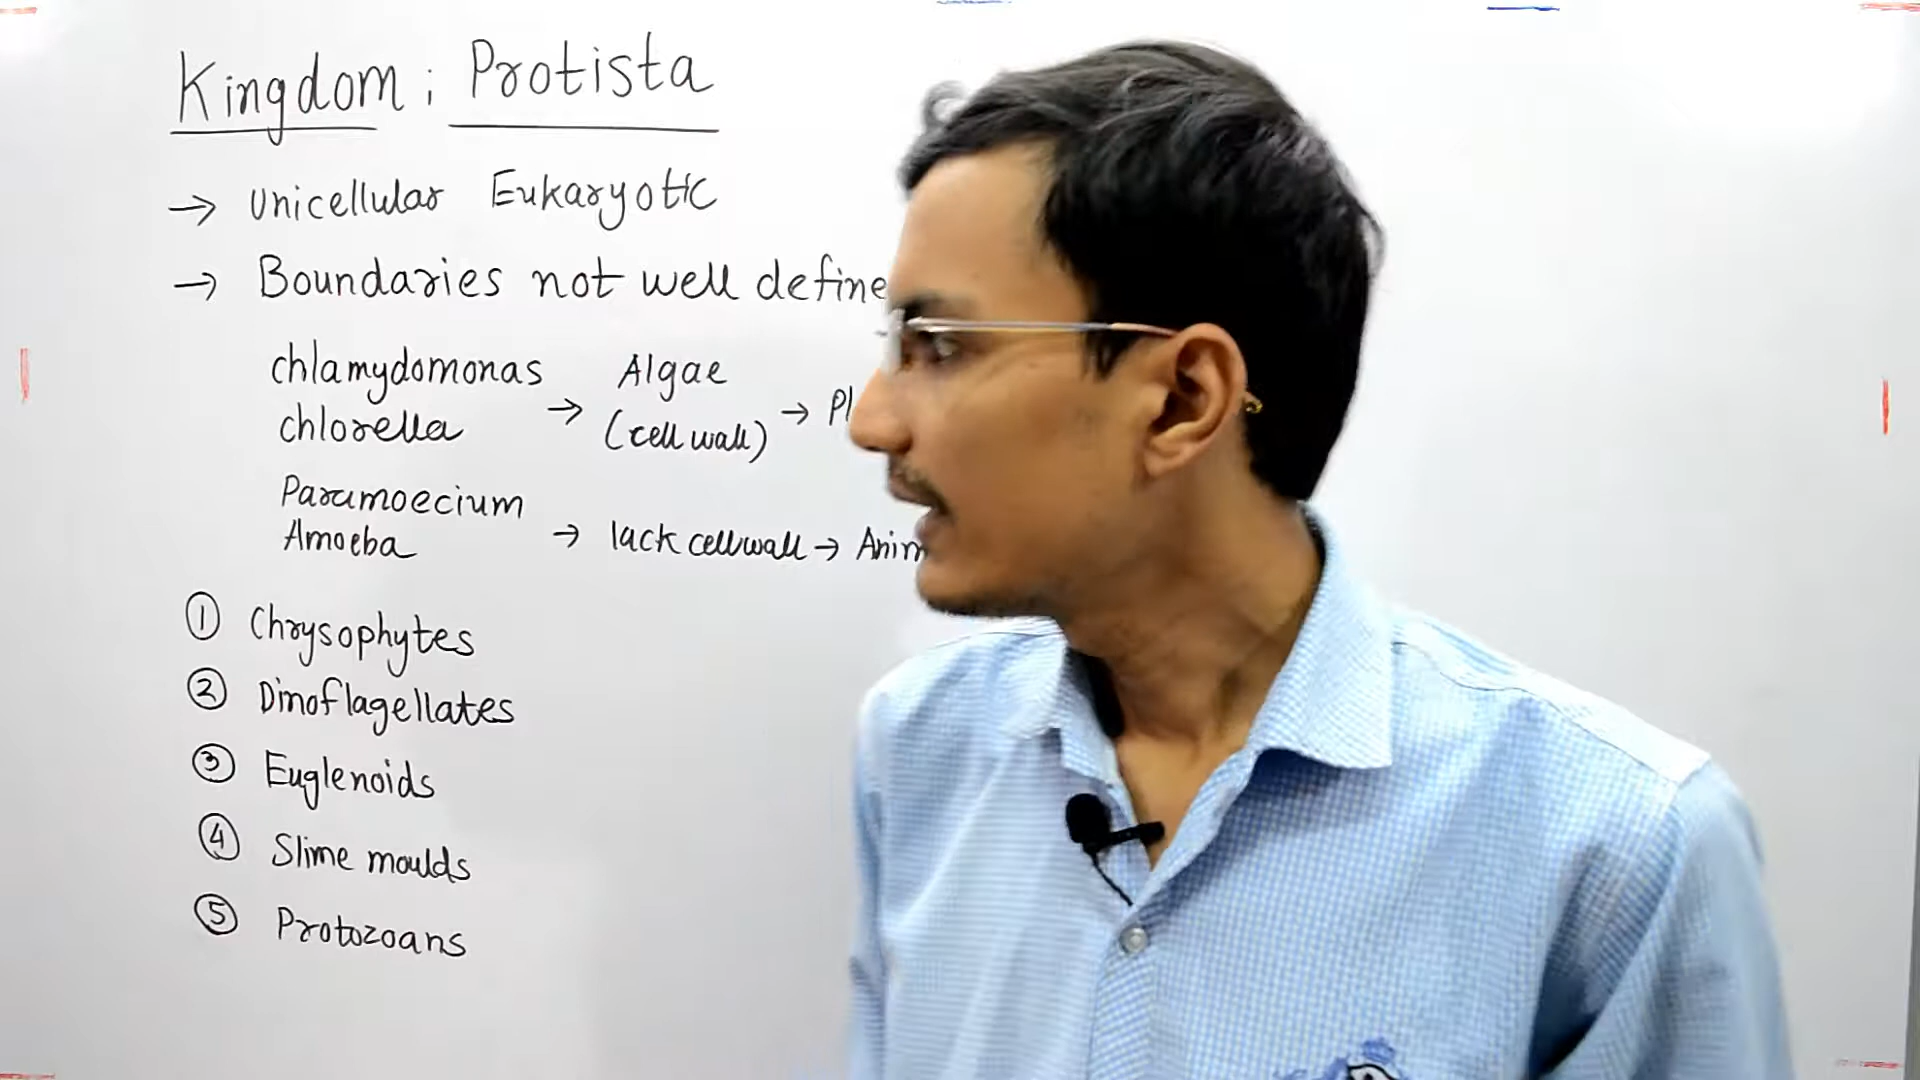 Kingdom : Protista
→ Unicellular Eukaryotic
→ Boundaries not well define
chlamydomonas
chlorella
→ Algae
(cell wall) → Pl
Paramoecium
Amoeba
→ lack cellwall → Anim
① Chrysophytes
② Dinoflagellates
③ Euglenoids
④ Slime moulds
⑤ Protozoans